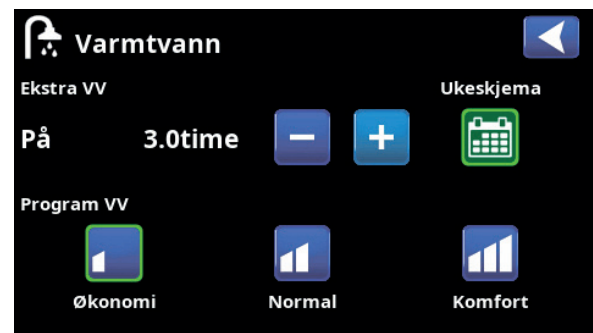 Varmtvann
Ekstra VV Ukeskjema
På 3.0time
Program VV
Økonomi Normal Komfort